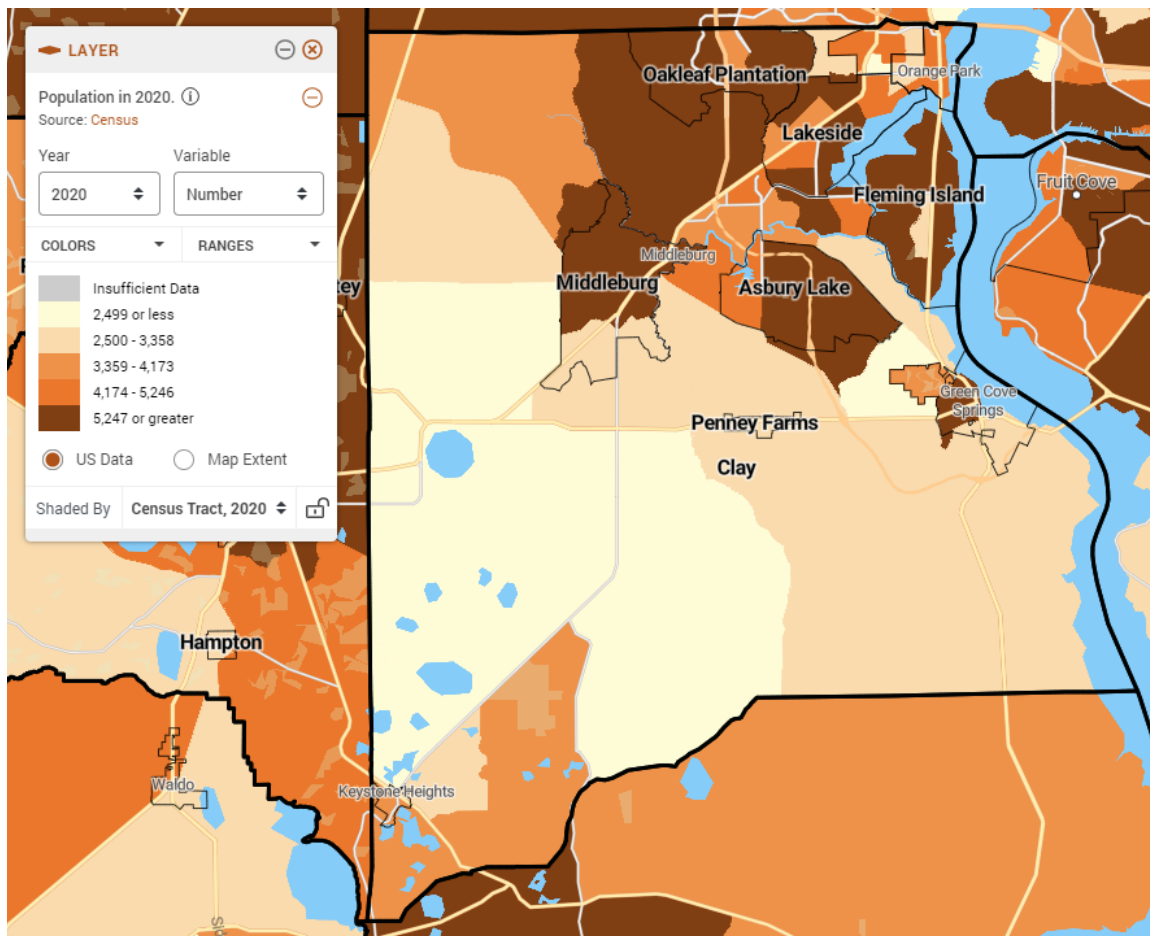 LAYER
Population in 2020.
Source: Census
Year
Variable
2020
Number
COLORS
RANGES
Insufficient Data
2,499 or less
2,500 - 3,358
3,359 - 4,173
4,174 - 5,246
5,247 or greater
US Data
Map Extent
Shaded By
Census Tract, 2020
Oakleaf Plantation
Orange Park
Lakeside
Fleming Island
Fruit Cove
Middleburg
Middleburg
Asbury Lake
Green Cove
Springs
Penney Farms
Clay
Hampton
Waldo
Keystone Heights